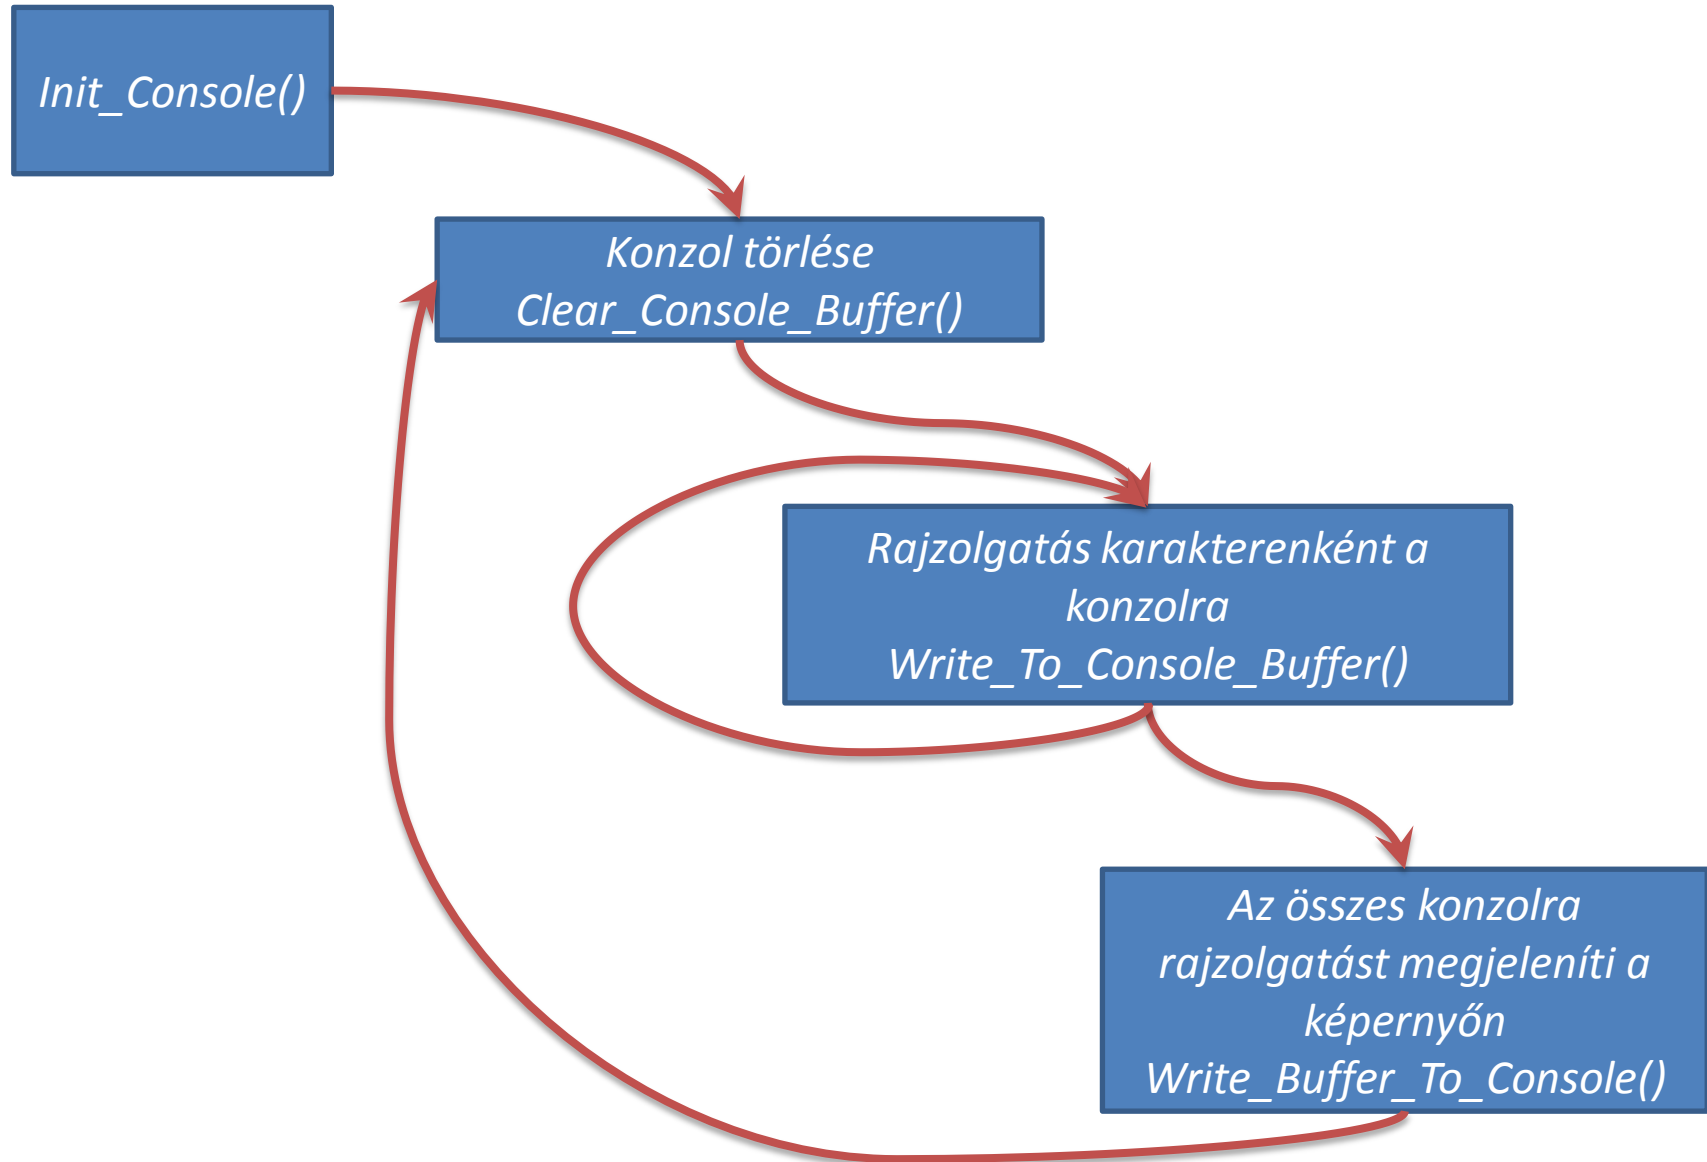 Init_Console()
Konzol törlése
Clear_Console_Buffer()
Rajzolgatás karakterenként a
konzolra
Write_To_Console_Buffer()
Az összes konzolra
rajzolgatást megjeleníti a
képernyőn
Write_Buffer_To_Console()